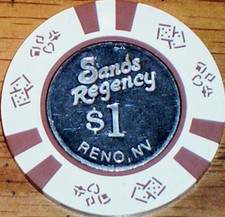 Sands
Regency
$1
RENO, NV